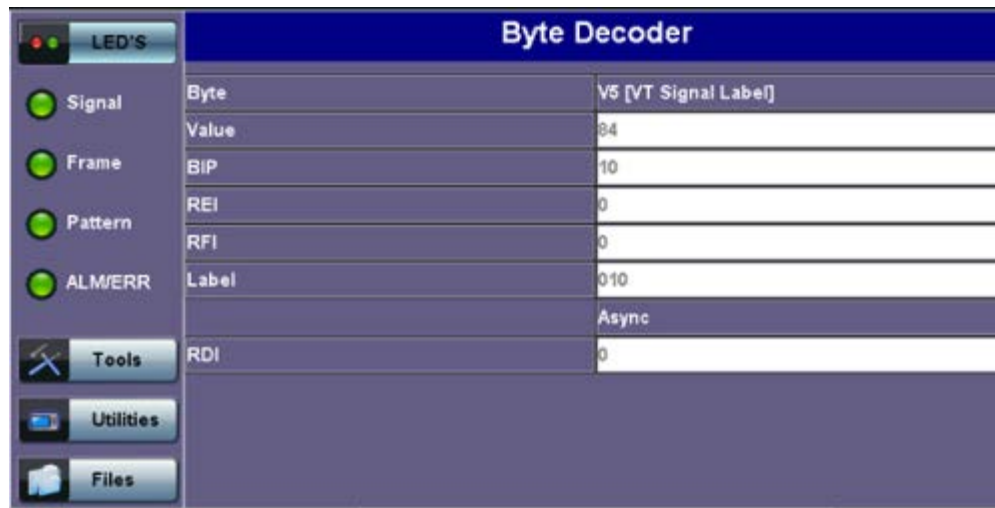 LED'S
Byte Decoder
Signal
Frame
Pattern
ALM/ERR
Tools
Utilities
Files
Byte V5 [VT Signal Label]
Value 84
BIP 10
REI 0
RFI 0
Label 010
Async
RDI 0